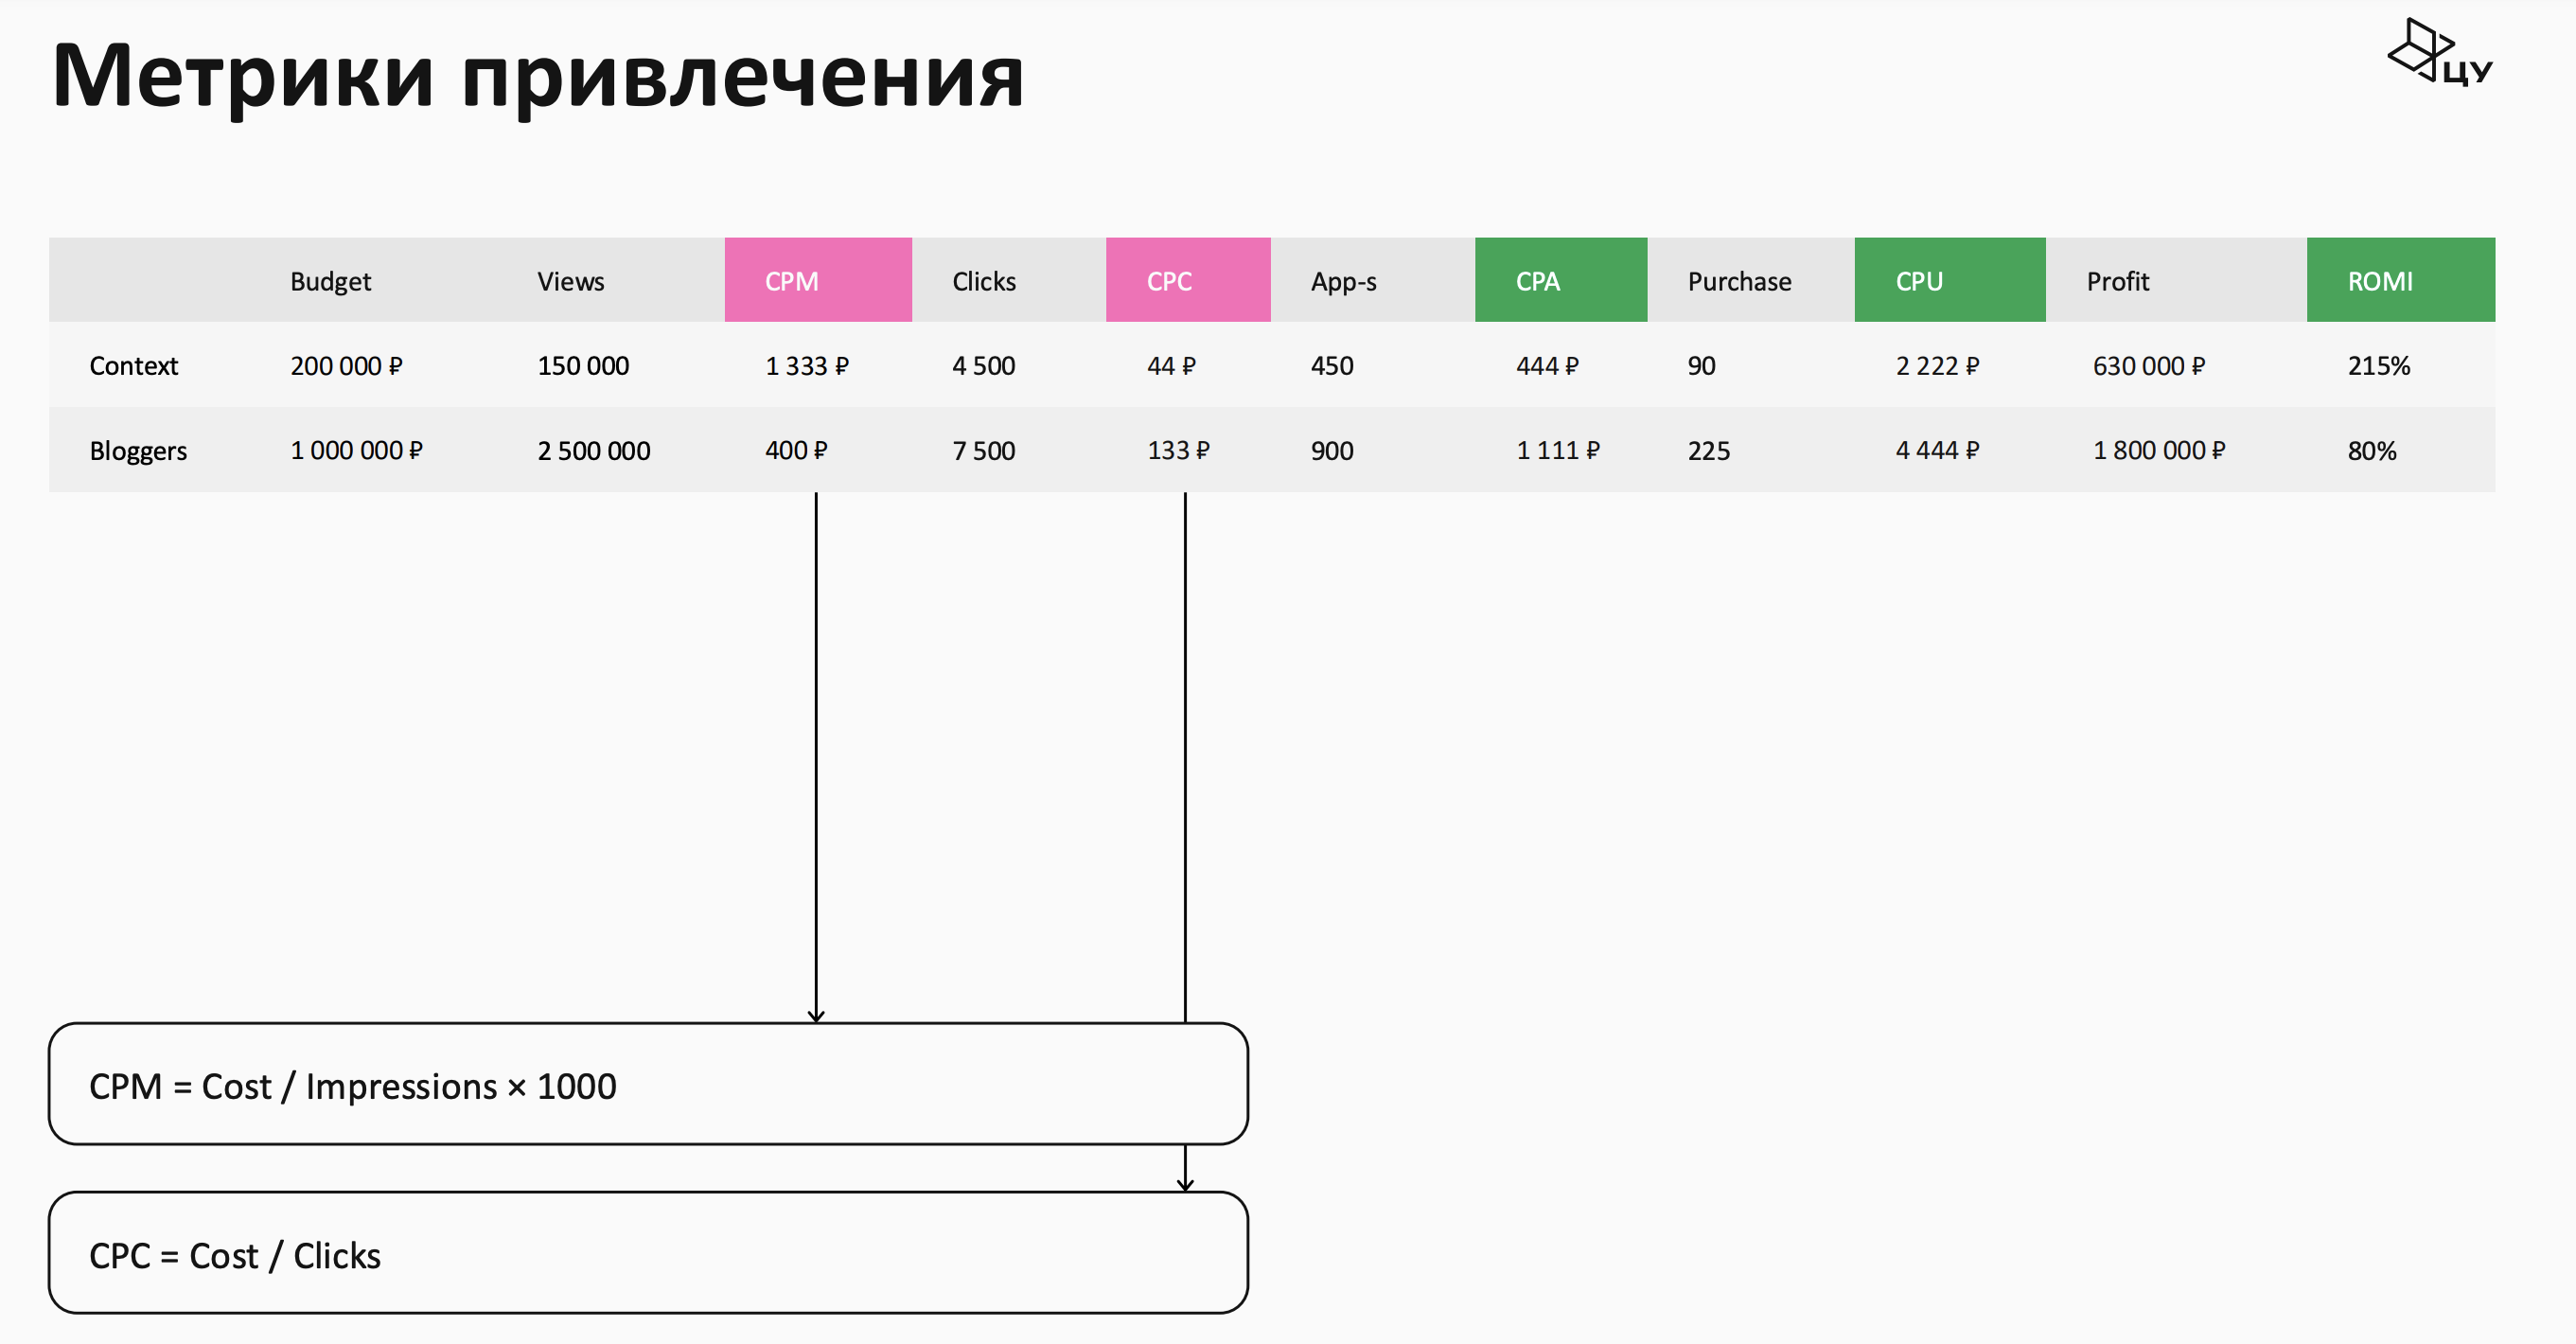 Метрики привлечения
ЦУ
Budget Views CPM Clicks CPC App-s CPA Purchase CPU Profit ROMI
Context 200 000 ₽ 150 000 1 333 ₽ 4 500 44 ₽ 450 444 ₽ 90 2 222 ₽ 630 000 ₽ 215%
Bloggers 1 000 000 ₽ 2 500 000 400 ₽ 7 500 133 ₽ 900 1 111 ₽ 225 4 444 ₽ 1 800 000 ₽ 80%
CPM = Cost / Impressions × 1000
CPC = Cost / Clicks